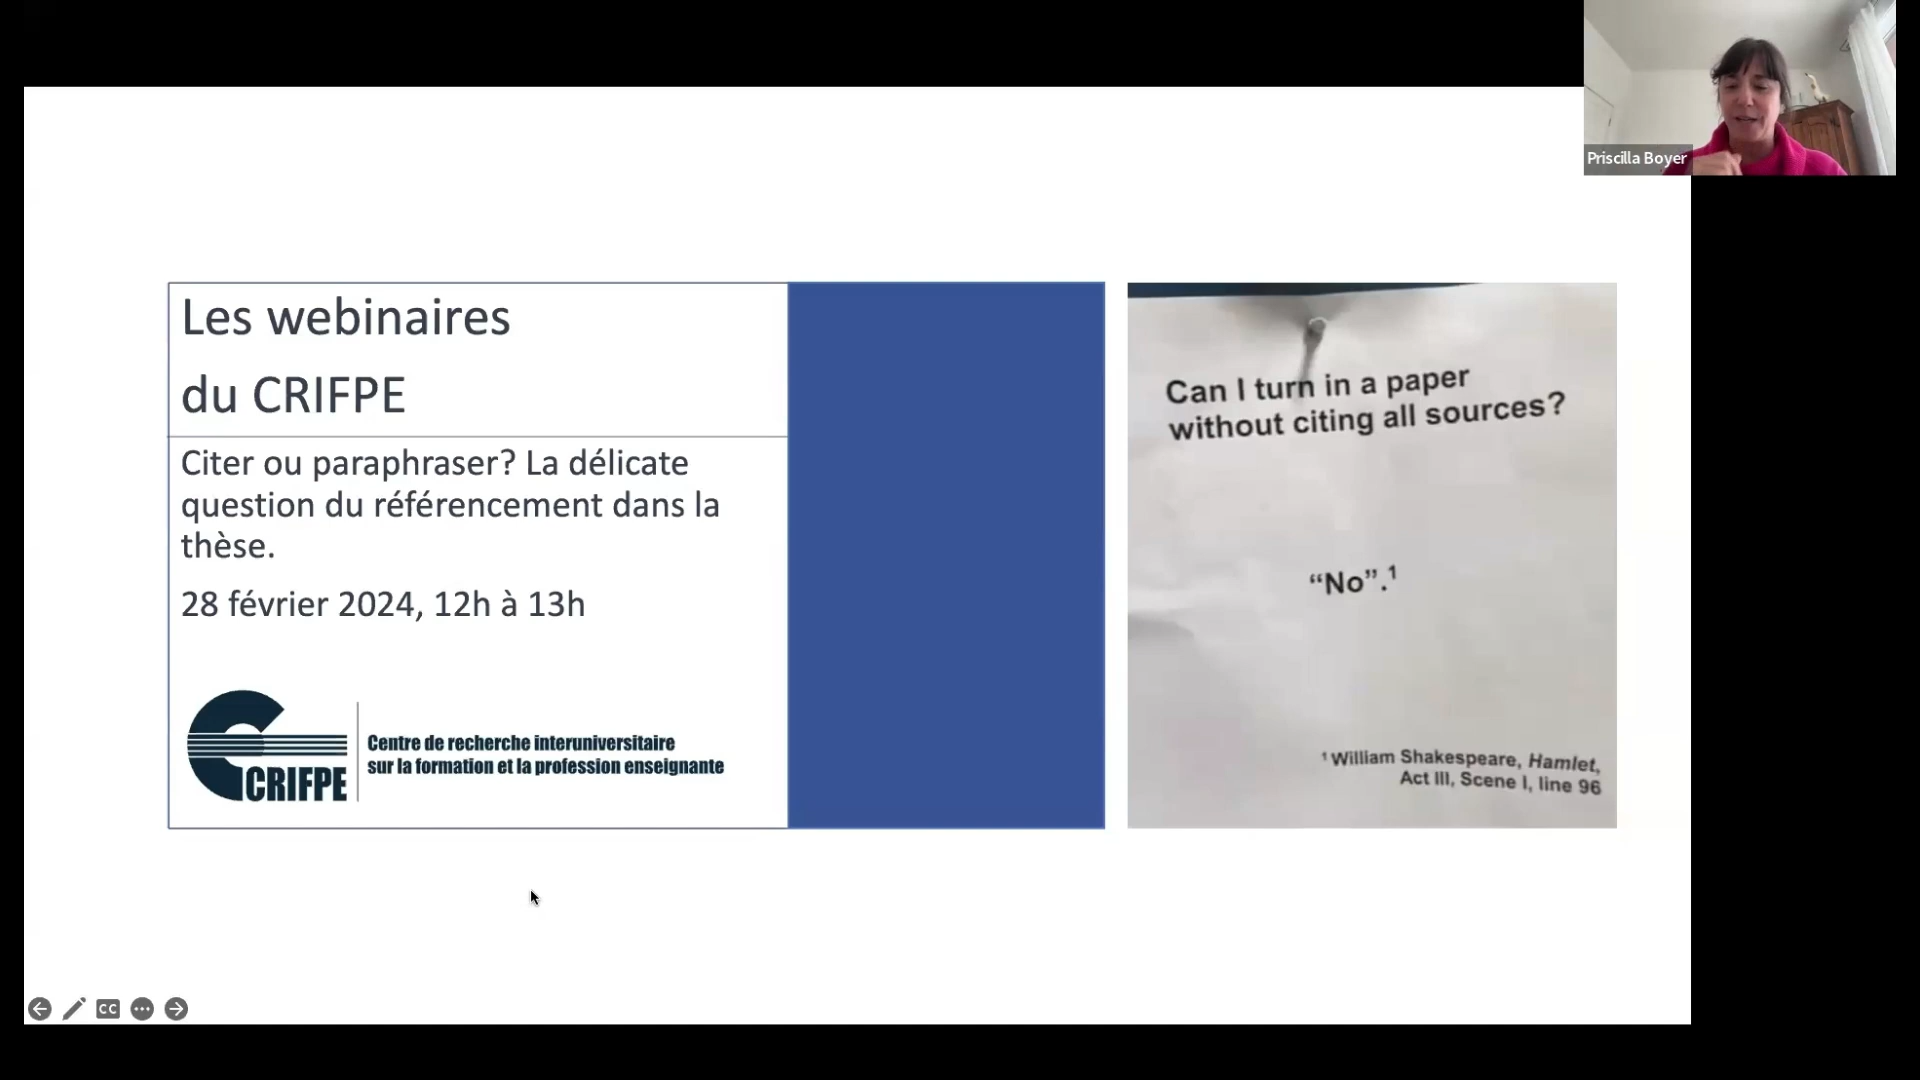 Priscilla Boyer
Les webinaires
du CRIFPE
Citer ou paraphraser? La délicate
question du référencement dans la
thèse.
28 février 2024, 12h à 13h
CRIFPE
Centre de recherche interuniversitaire
sur la formation et la profession enseignante
Can I turn in a paper
without citing all sources?
“No”.¹
¹ William Shakespeare, Hamlet,
Act III, Scene I, line 96
CC